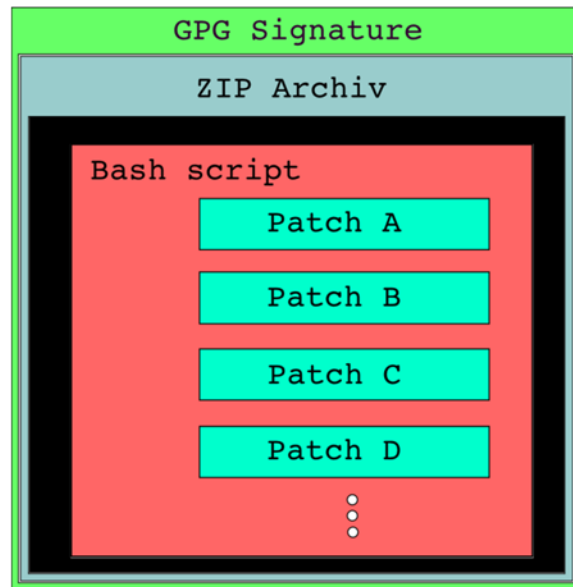 GPG Signature
ZIP Archiv
Bash script
Patch A
Patch B
Patch C
Patch D